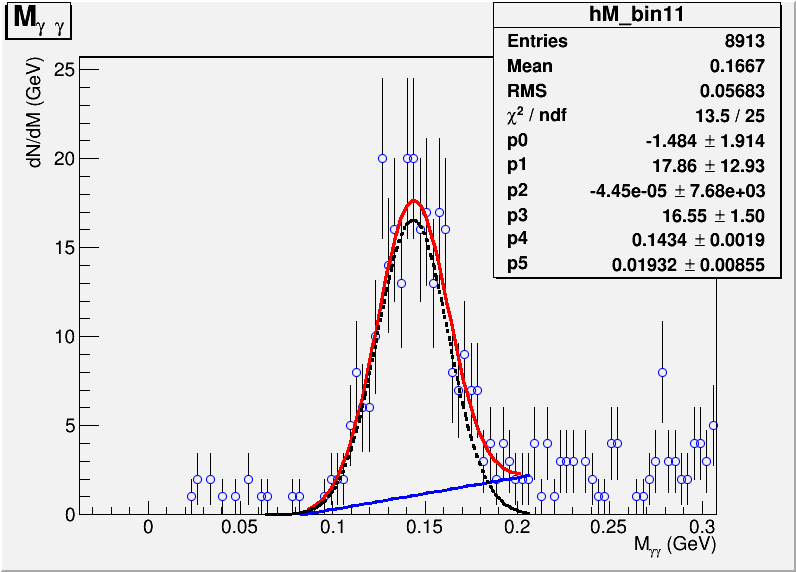 Mγ γ
hM_bin11
Entries 8913
Mean 0.1667
RMS 0.05683
χ² / ndf 13.5 / 25
p0 -1.484 ± 1.914
p1 17.86 ± 12.93
p2 -4.45e-05 ± 7.68e+03
p3 16.55 ± 1.50
p4 0.1434 ± 0.0019
p5 0.01932 ± 0.00855
dN/dM (GeV)
25
20
15
10
5
0
0 0.05 0.1 0.15 0.2 0.25 0.3
Mγγ (GeV)